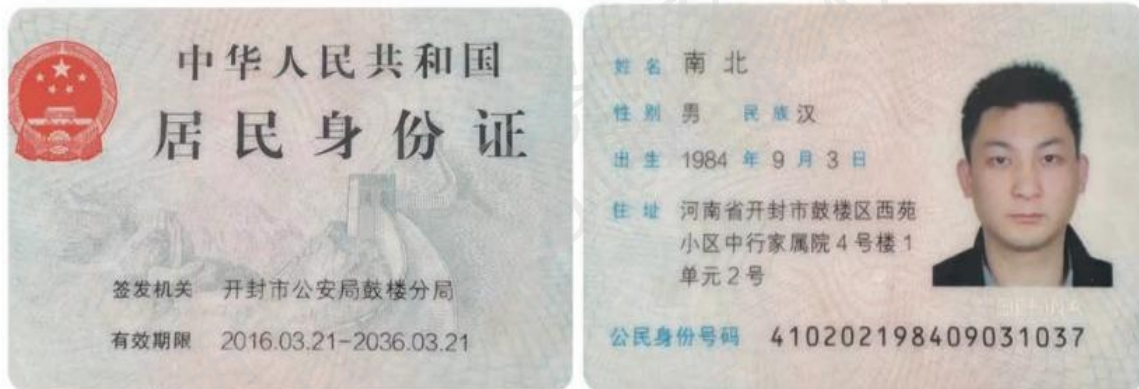 中华人民共和国
居民身份证
签发机关 开封市公安局鼓楼分局
有效期限 2016.03.21-2036.03.21
姓名 南北
性别 男 民族 汉
出生 1984 年 9 月 3 日
住址 河南省开封市鼓楼区西苑
小区中行家属院4号楼1
单元2号
公民身份号码 410202198409031037